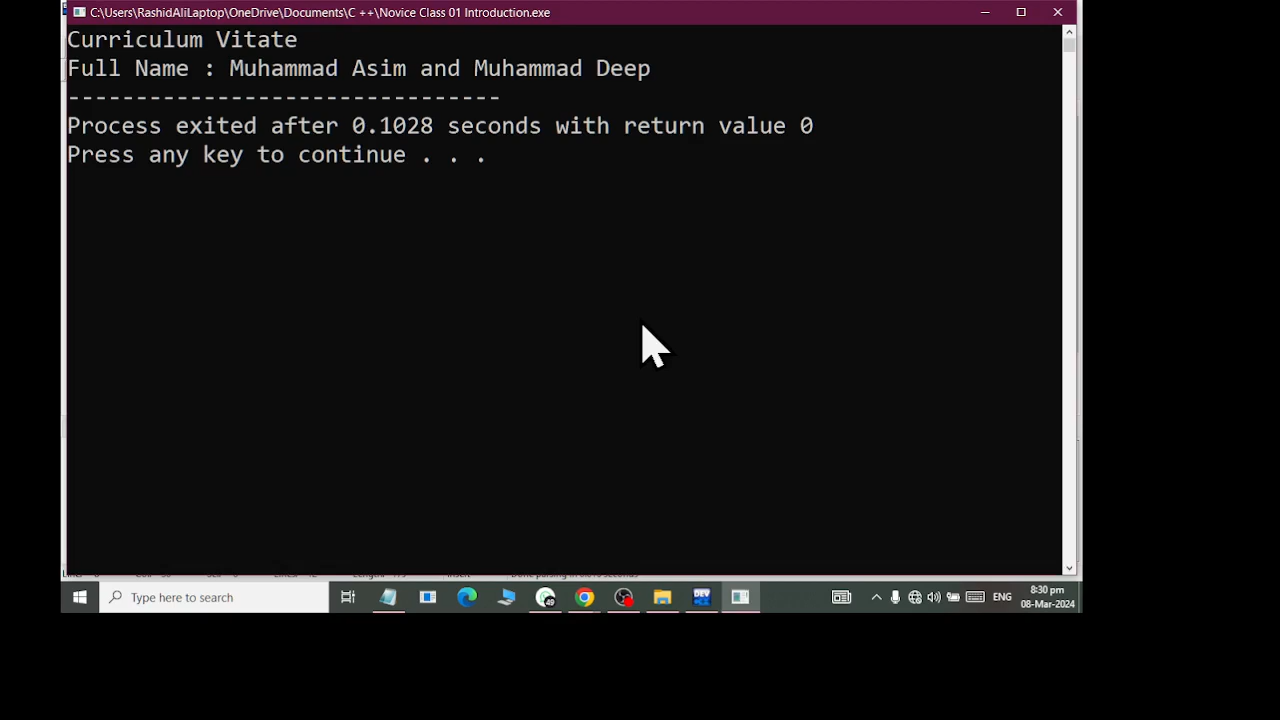 C:\Users\RashidAliLaptop\OneDrive\Documents\C ++\Novice Class 01 Introduction.exe
Curriculum Vitate
Full Name : Muhammad Asim and Muhammad Deep
--------------------------------
Process exited after 0.1028 seconds with return value 0
Press any key to continue . . .
Type here to search
49
DEV
ENG
8:30 pm
08-Mar-2024